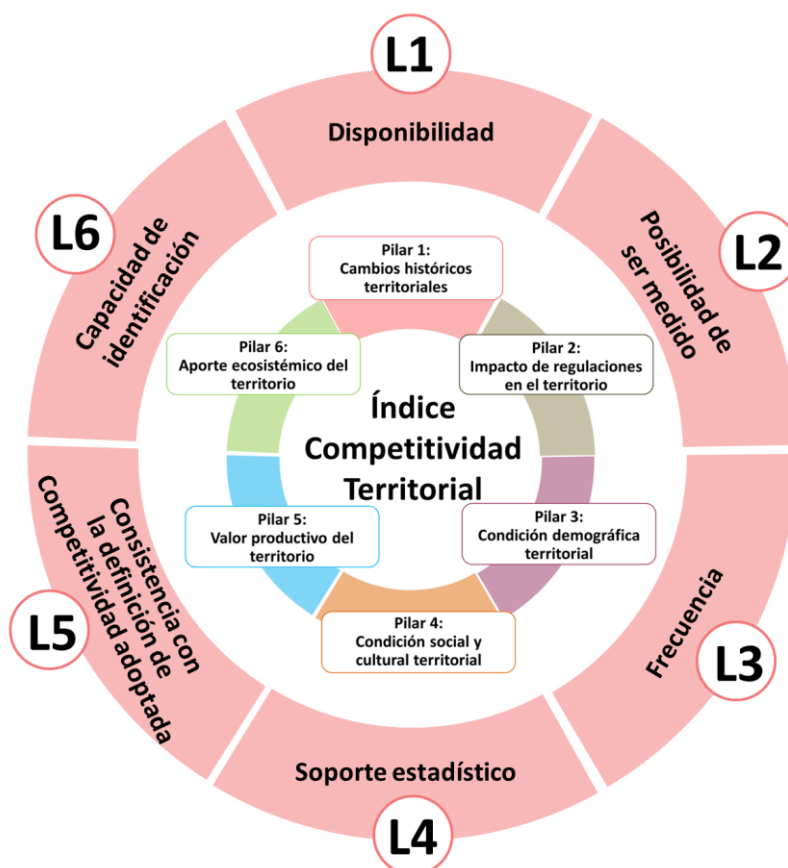 L1
Disponibilidad
L2
Posibilidad de
ser medido
L3
Frecuencia
L4
Soporte estadístico
L5
Consistencia con
la definición de
Competitividad adoptada
L6
Capacidad de
identificación
Pilar 1:
Cambios históricos
territoriales
Pilar 2:
Impacto de regulaciones
en el territorio
Pilar 3:
Condición demográfica
territorial
Pilar 4:
Condición social y
cultural territorial
Pilar 5:
Valor productivo del
territorio
Pilar 6:
Aporte ecosistémico del
territorio
Índice
Competitividad
Territorial